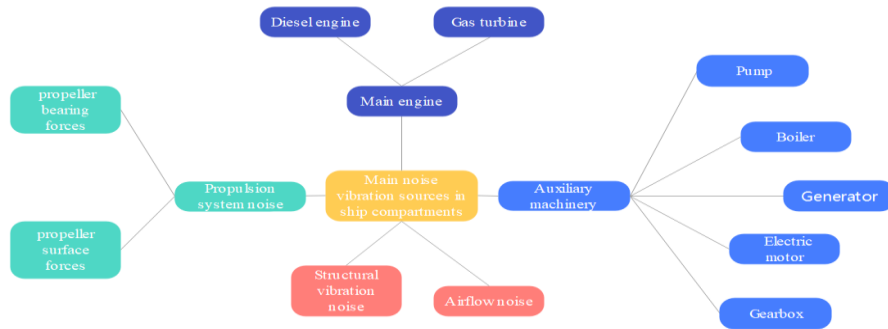 Diesel engine
Gas turbine
Main engine
propeller
bearing
forces
Propulsion
system noise
propeller
surface
forces
Main noise
vibration sources in
ship compartments
Structural
vibration
noise
Airflow noise
Auxiliary
machinery
Pump
Boiler
Generator
Electric
motor
Gearbox